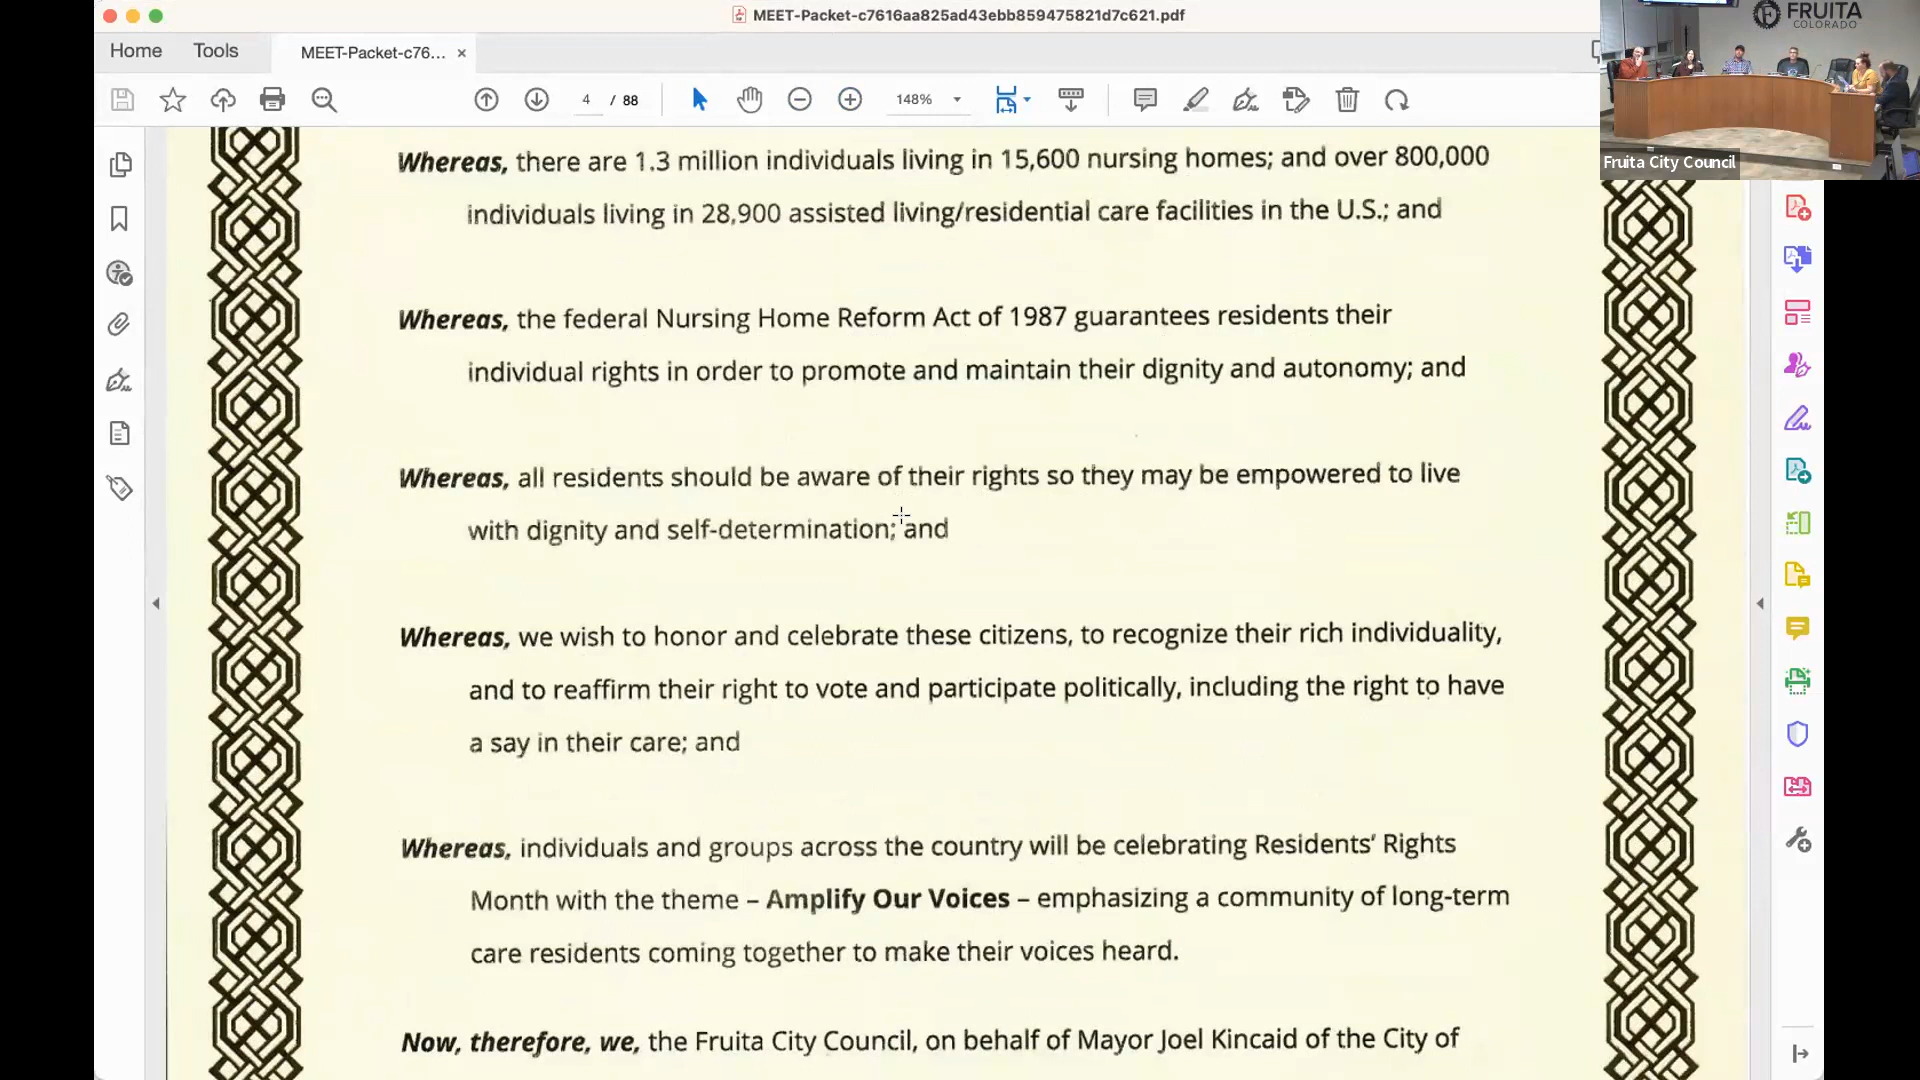 MEET-Packet-c7616aa825ad43ebb859475821d7c621.pdf
Home Tools MEET-Packet-c76... ×
4 / 88 148%
FRUITA
COLORADO
Fruita City Council
Whereas, there are 1.3 million individuals living in 15,600 nursing homes; and over 800,000
individuals living in 28,900 assisted living/residential care facilities in the U.S.; and
Whereas, the federal Nursing Home Reform Act of 1987 guarantees residents their
individual rights in order to promote and maintain their dignity and autonomy; and
Whereas, all residents should be aware of their rights so they may be empowered to live
with dignity and self-determination; and
Whereas, we wish to honor and celebrate these citizens, to recognize their rich individuality,
and to reaffirm their right to vote and participate politically, including the right to have
a say in their care; and
Whereas, individuals and groups across the country will be celebrating Residents' Rights
Month with the theme – Amplify Our Voices – emphasizing a community of long-term
care residents coming together to make their voices heard.
Now, therefore, we, the Fruita City Council, on behalf of Mayor Joel Kincaid of the City of